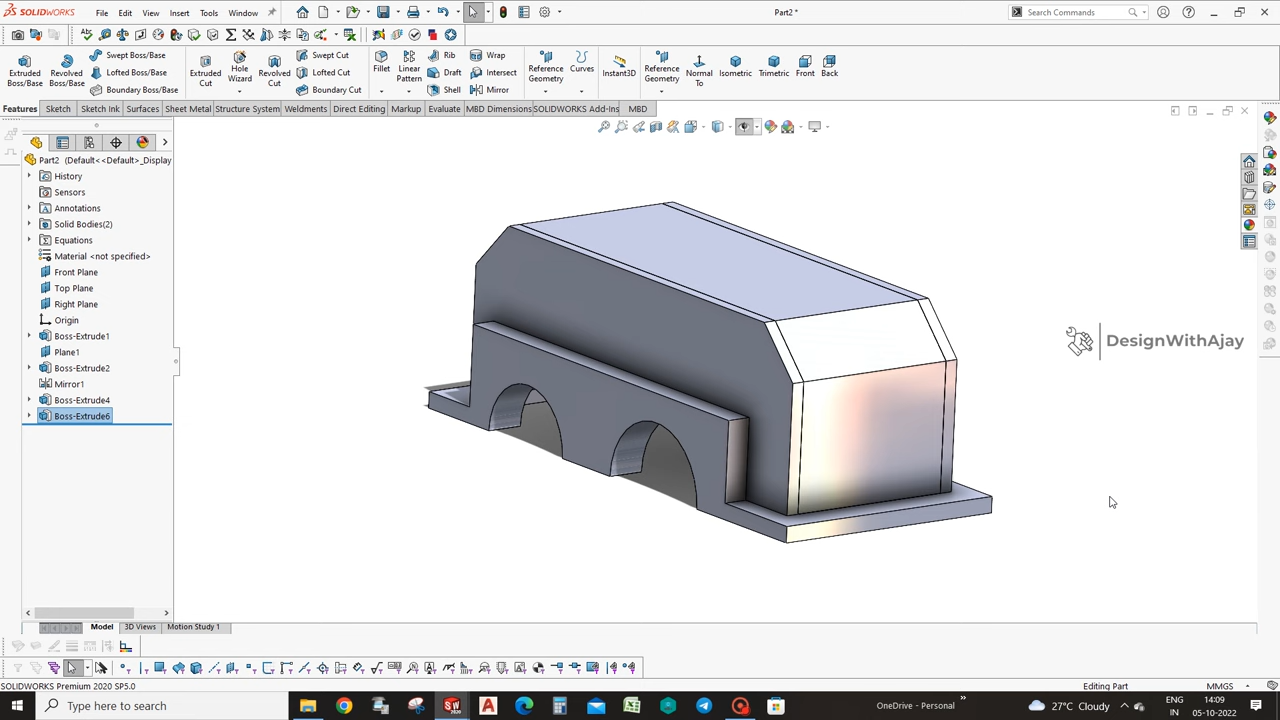 SOLIDWORKS File Edit View Insert Tools Window Part2 * Search Commands
Extruded Boss/Base
Revolved Boss/Base
Swept Boss/Base
Lofted Boss/Base
Boundary Boss/Base
Extruded Cut
Hole Wizard
Revolved Cut
Swept Cut
Lofted Cut
Boundary Cut
Fillet
Linear Pattern
Rib
Draft
Shell
Wrap
Intersect
Mirror
Reference Geometry
Curves
Instant3D
Reference Geometry
Normal To
Isometric
Trimetric
Front
Back
Features Sketch Sketch Ink Surfaces Sheet Metal Structure System Weldments Direct Editing Markup Evaluate MBD Dimensions SOLIDWORKS Add-Ins MBD
Part2 (Default<<Default>_Display
History
Sensors
Annotations
Solid Bodies(2)
Equations
Material <not specified>
Front Plane
Top Plane
Right Plane
Origin
Boss-Extrude1
Plane1
Boss-Extrude2
Mirror1
Boss-Extrude4
Boss-Extrude6
DesignWithAjay
Model 3D Views Motion Study 1
SOLIDWORKS Premium 2020 SP5.0 Editing Part MMGS
Type here to search OneDrive - Personal 27°C Cloudy ENG IN 14:09 05-10-2022